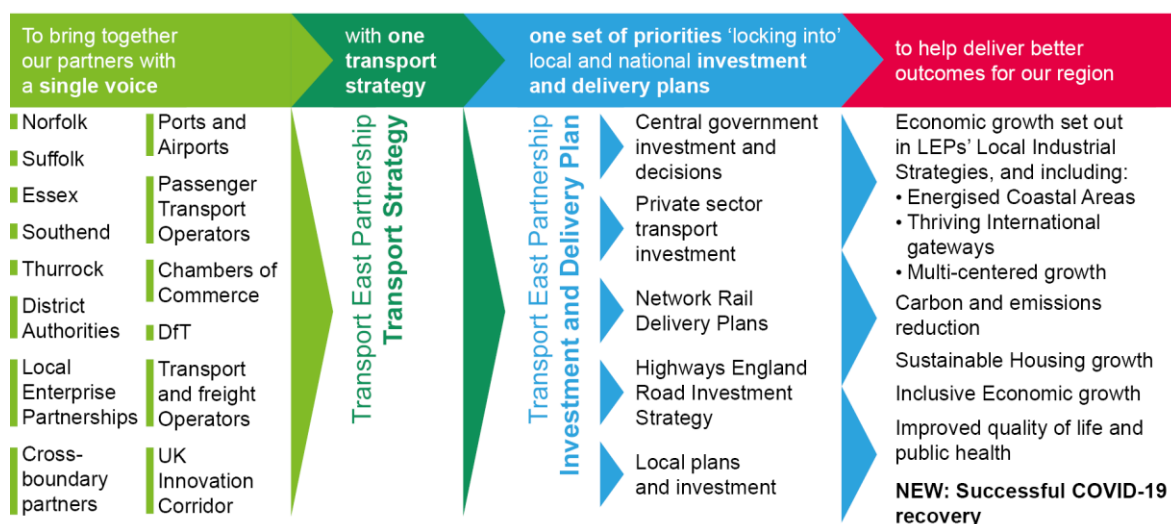 To bring together
our partners with
a single voice
with one
transport
strategy
one set of priorities ‘locking into’
local and national investment
and delivery plans
to help deliver better
outcomes for our region
Norfolk
Suffolk
Essex
Southend
Thurrock
District
Authorities
Local
Enterprise
Partnerships
Cross-
boundary
partners
Ports and
Airports
Passenger
Transport
Operators
Chambers of
Commerce
DfT
Transport
and freight
Operators
UK
Innovation
Corridor
Transport East Partnership
Transport Strategy
Transport East Partnership
Investment and Delivery Plan
Central government
investment and
decisions
Private sector
transport
investment
Network Rail
Delivery Plans
Highways England
Road Investment
Strategy
Local plans
and investment
Economic growth set out
in LEPs’ Local Industrial
Strategies, and including:
• Energised Coastal Areas
• Thriving International
gateways
• Multi-centered growth
Carbon and emissions
reduction
Sustainable Housing growth
Inclusive Economic growth
Improved quality of life and
public health
NEW: Successful COVID-19
recovery